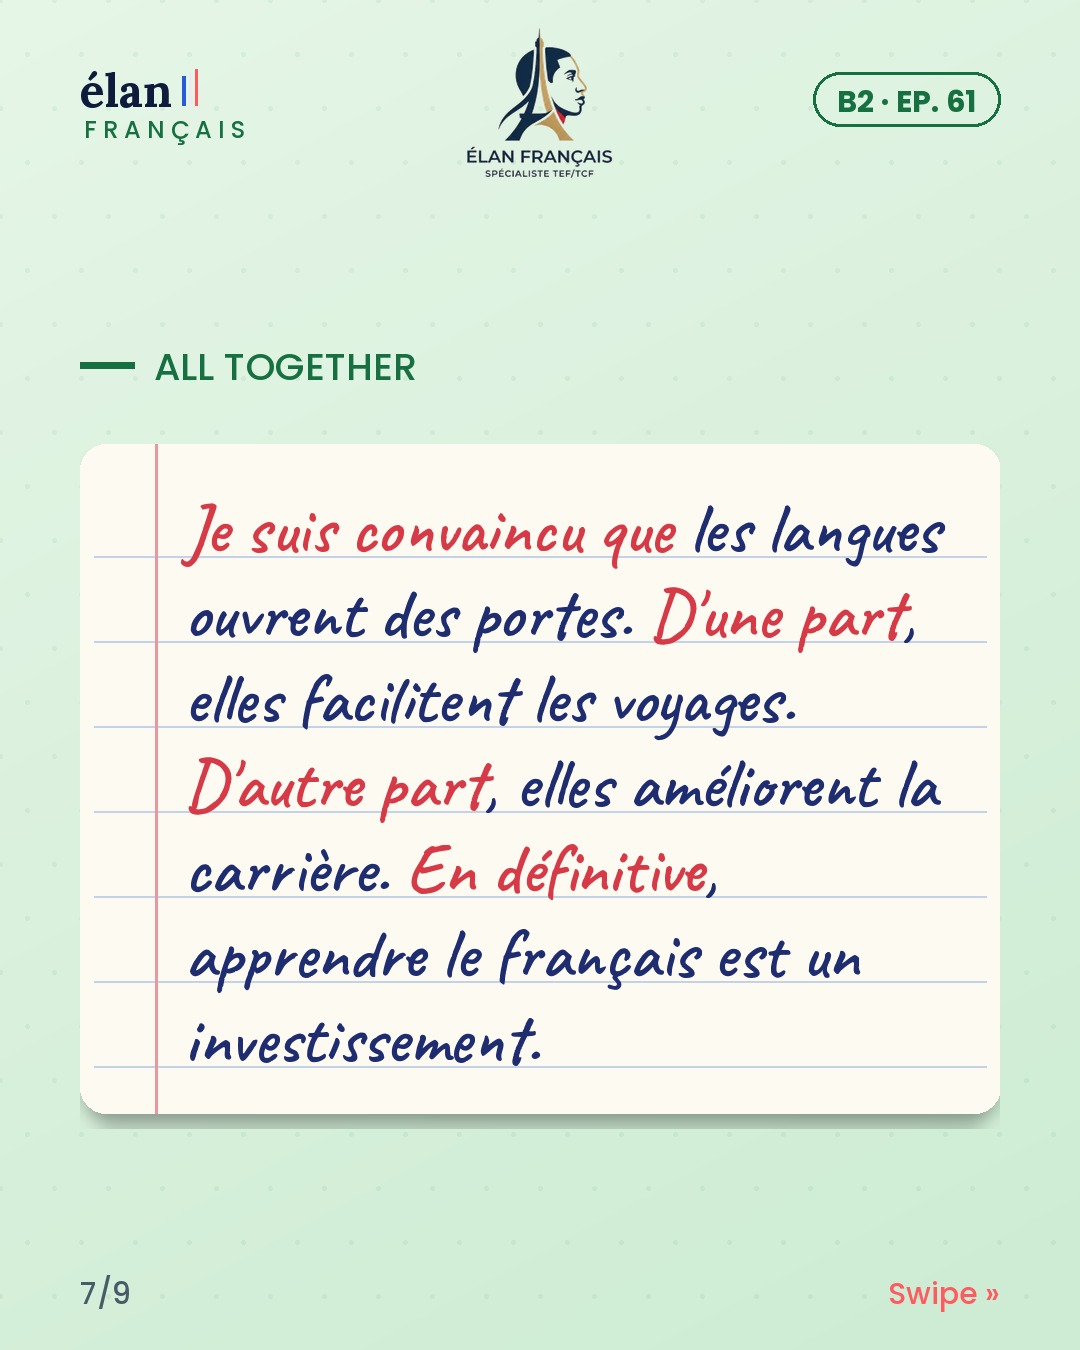 élan
FRANÇAIS
ÉLAN FRANÇAIS
SPÉCIALISTE TEF/TCF
B2 · EP. 61
ALL TOGETHER
Je suis convaincu que les langues
ouvrent des portes. D'une part,
elles facilitent les voyages.
D'autre part, elles améliorent la
carrière. En définitive,
apprendre le français est un
investissement.
7/9
Swipe »